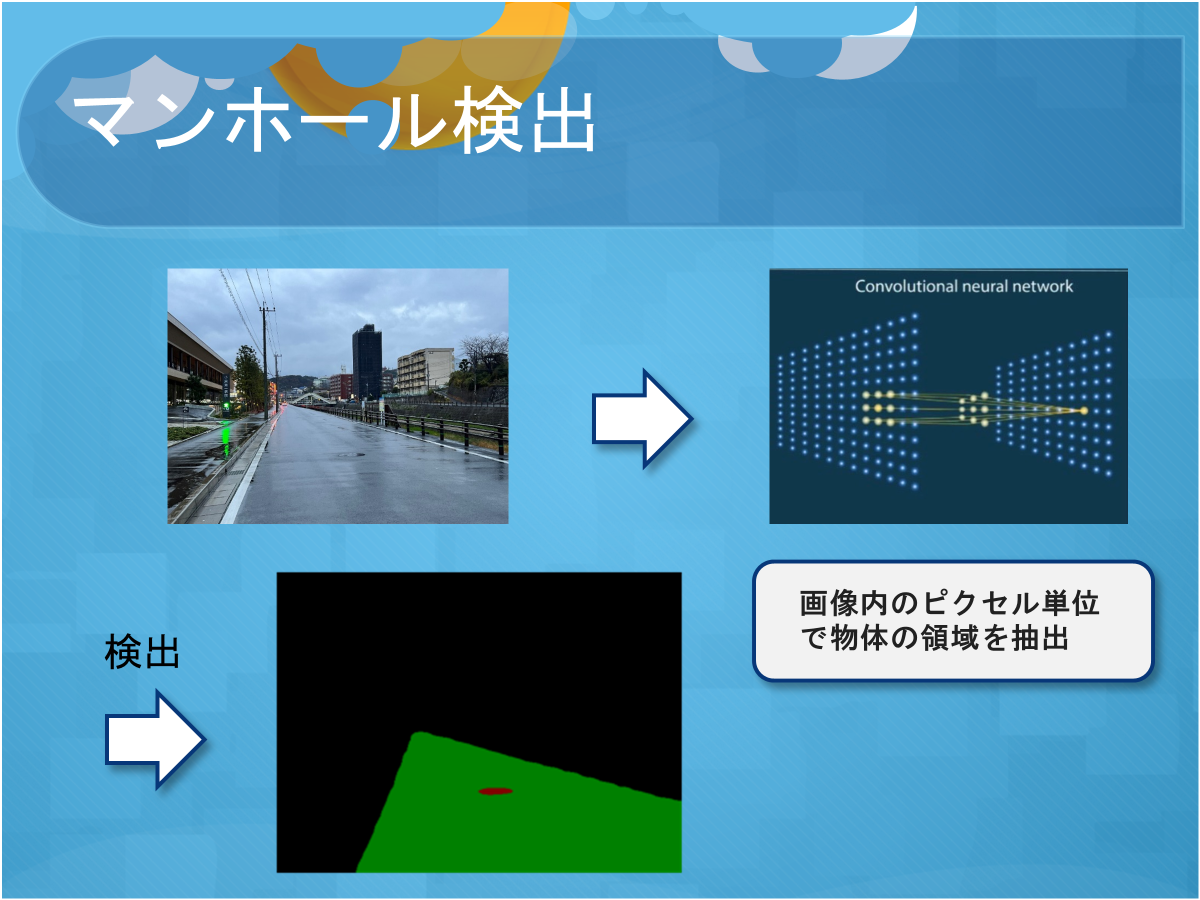 マンホール検出
Convolutional neural network
画像内のピクセル単位
で物体の領域を抽出
検出